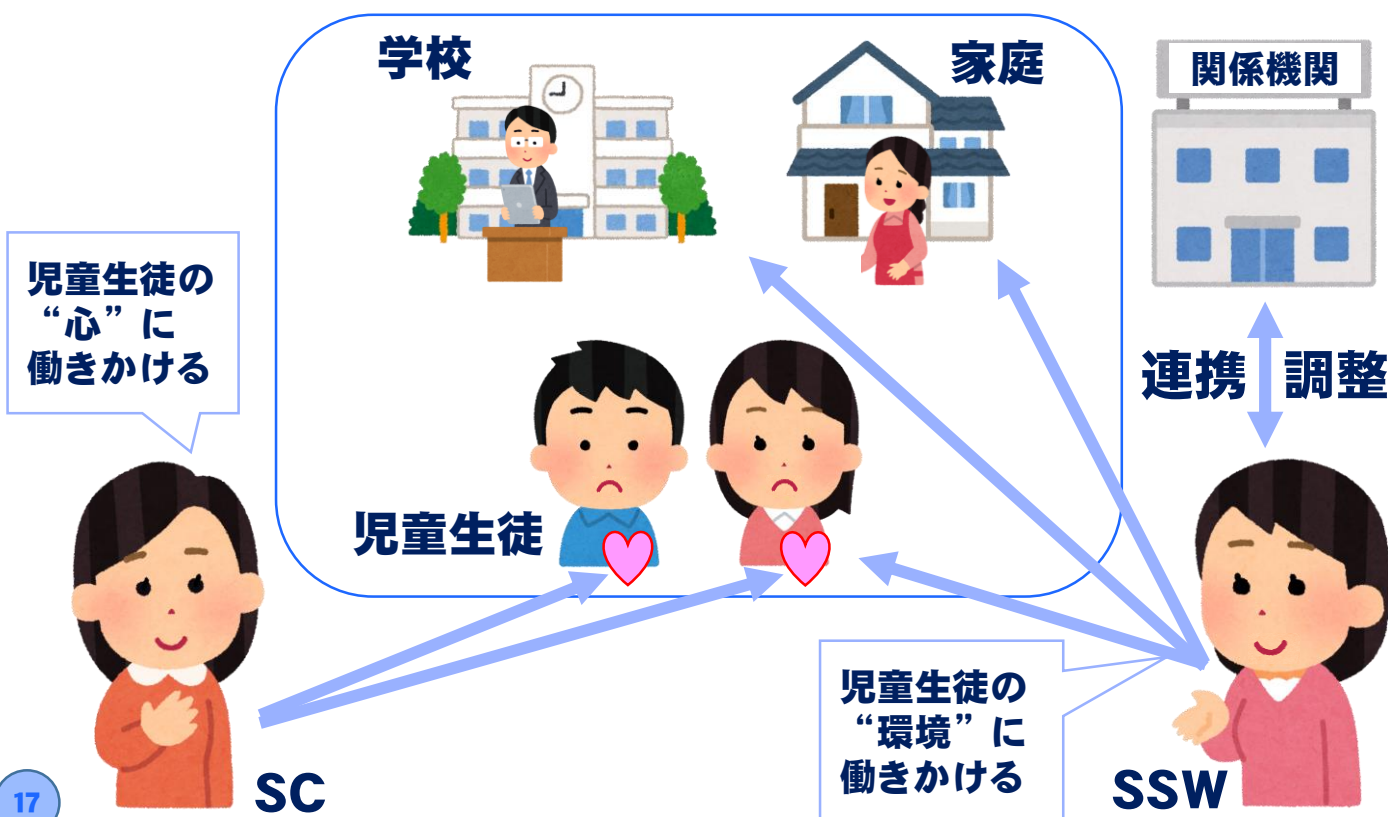 学校
家庭
関係機関
児童生徒の
“心”に
働きかける
連携
調整
児童生徒
児童生徒の
“環境”に
働きかける
SC
SSW
17